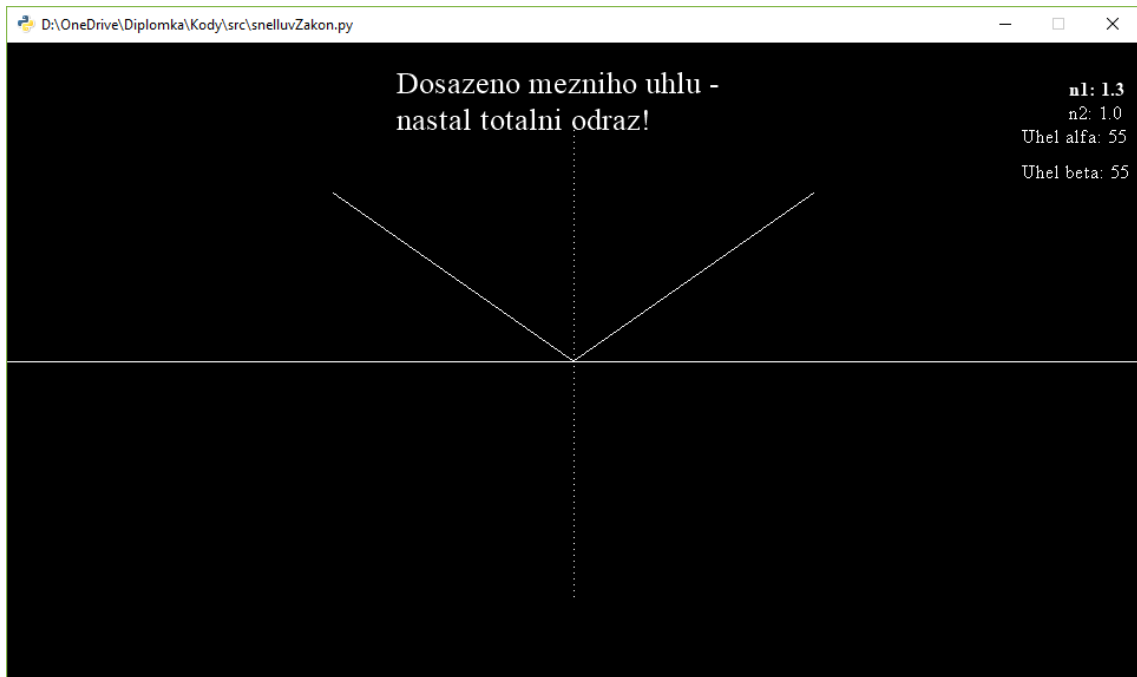 D:\OneDrive\Diplomka\Kody\src\snelluvZakon.py
Dosazeno mezniho uhlu -
nastal totalni odraz!
n1: 1.3
n2: 1.0
Uhel alfa: 55
Uhel beta: 55